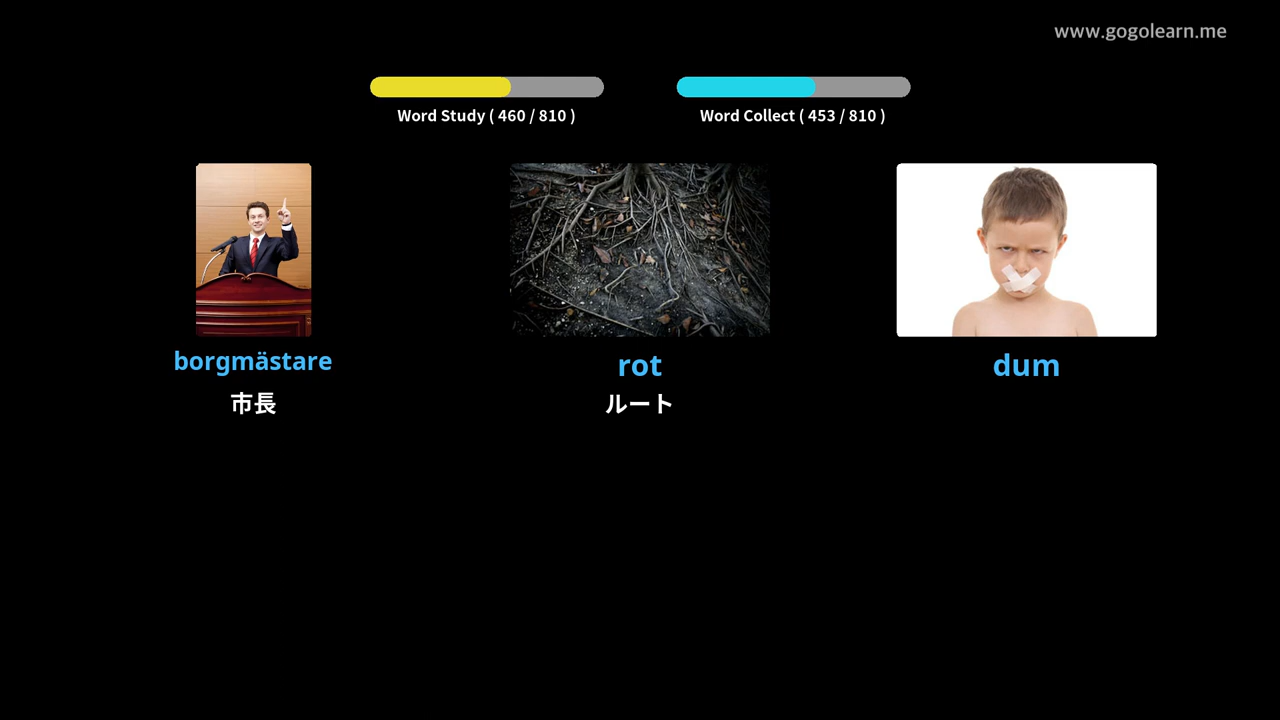 www.gogolearn.me
Word Study ( 460 / 810 )
Word Collect ( 453 / 810 )
borgmästare
rot
dum
市長
ルート